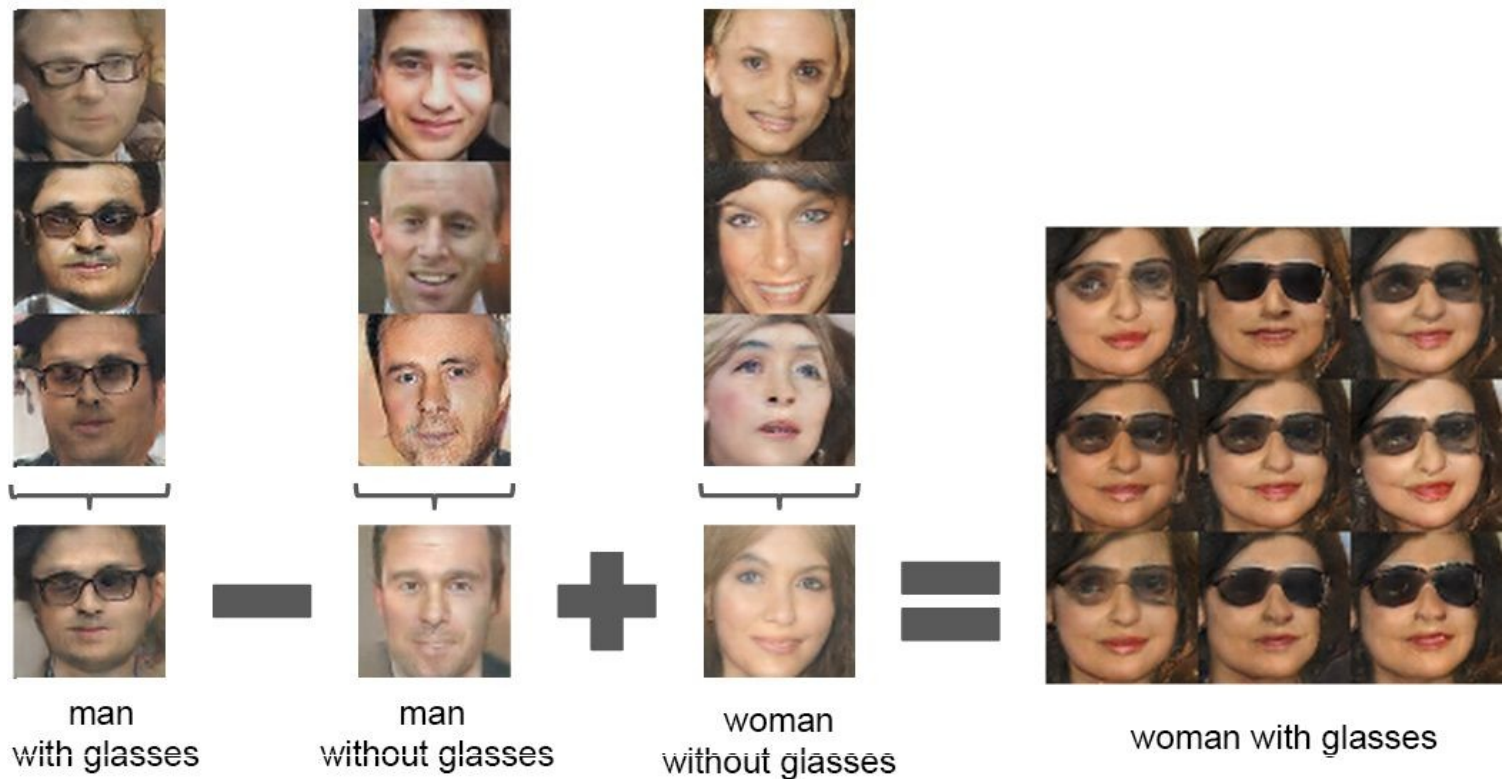 man
with glasses
man
without glasses
woman
without glasses
woman with glasses